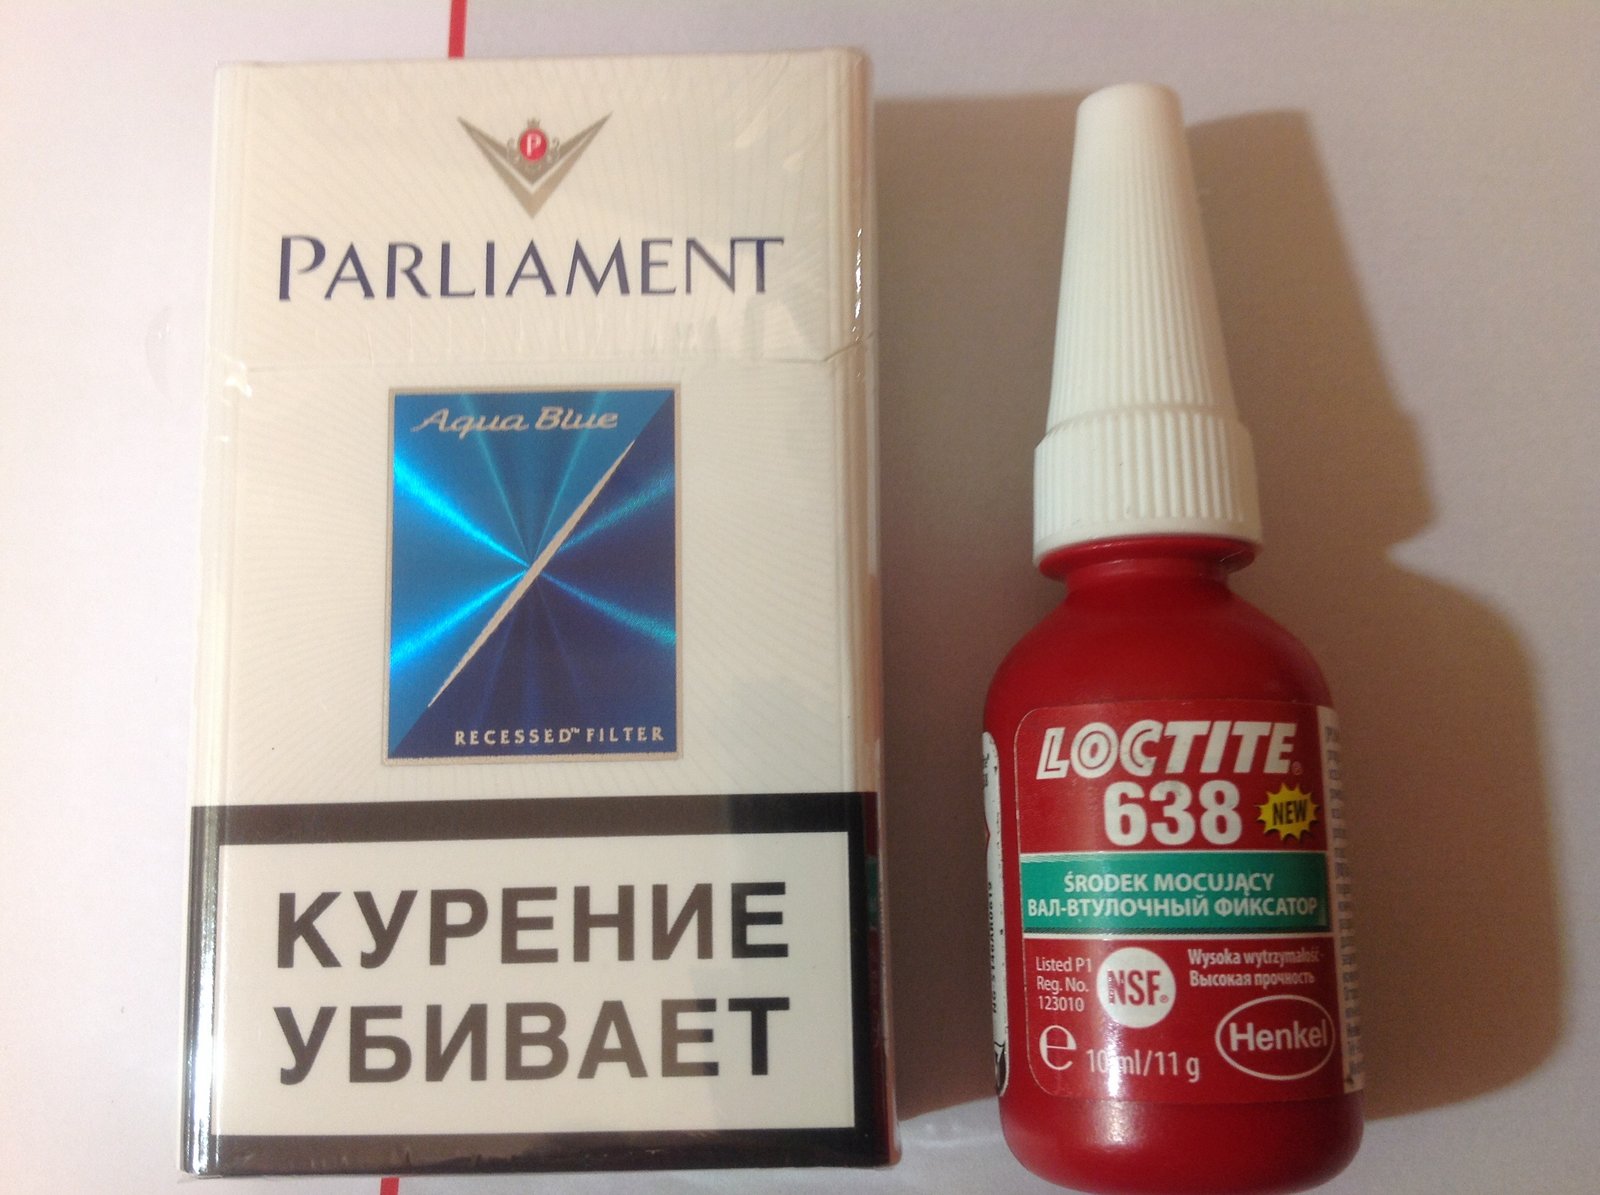 P
PARLIAMENT
Aqua Blue
RECESSED™ FILTER
КУРЕНИЕ
УБИВАЕТ
LOCTITE®
638
NEW
ŚRODEK MOCUJĄCY
ВАЛ-ВТУЛОЧНЫЙ ФИКСАТОР
Listed P1
Reg. No.
123010
NSF®
Wysoka wytrzymałość
Высокая прочность
Henkel
℮ 10 ml/11 g